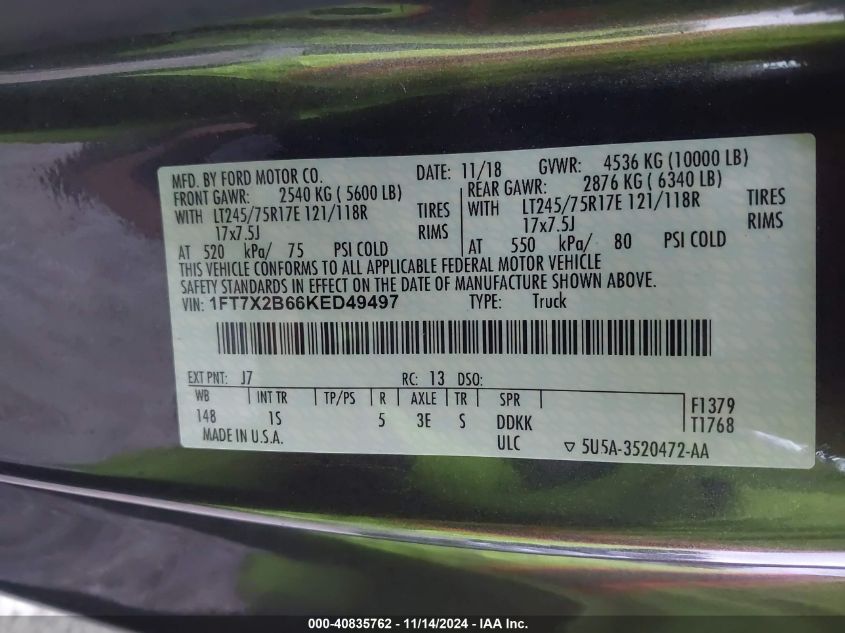 MFD. BY FORD MOTOR CO. DATE: 11/18 GVWR: 4536 KG (10000 LB)
FRONT GAWR: 2540 KG ( 5600 LB) REAR GAWR: 2876 KG ( 6340 LB)
WITH LT245/75R17E 121/118R TIRES WITH LT245/75R17E 121/118R TIRES
17x7.5J RIMS 17x7.5J RIMS
AT 520 kPa/ 75 PSI COLD AT 550 kPa/ 80 PSI COLD
THIS VEHICLE CONFORMS TO ALL APPLICABLE FEDERAL MOTOR VEHICLE
SAFETY STANDARDS IN EFFECT ON THE DATE OF MANUFACTURE SHOWN ABOVE.
VIN: 1FT7X2B66KED49497 TYPE: Truck
EXT PNT: J7 RC: 13 DSO:
WB INT TR TP/PS R AXLE TR SPR F1379
148 1S 5 3E S DDKK T1768
MADE IN U.S.A. ULC ▽ 5U5A-3520472-AA
000-40835762 - 11/14/2024 - IAA Inc.